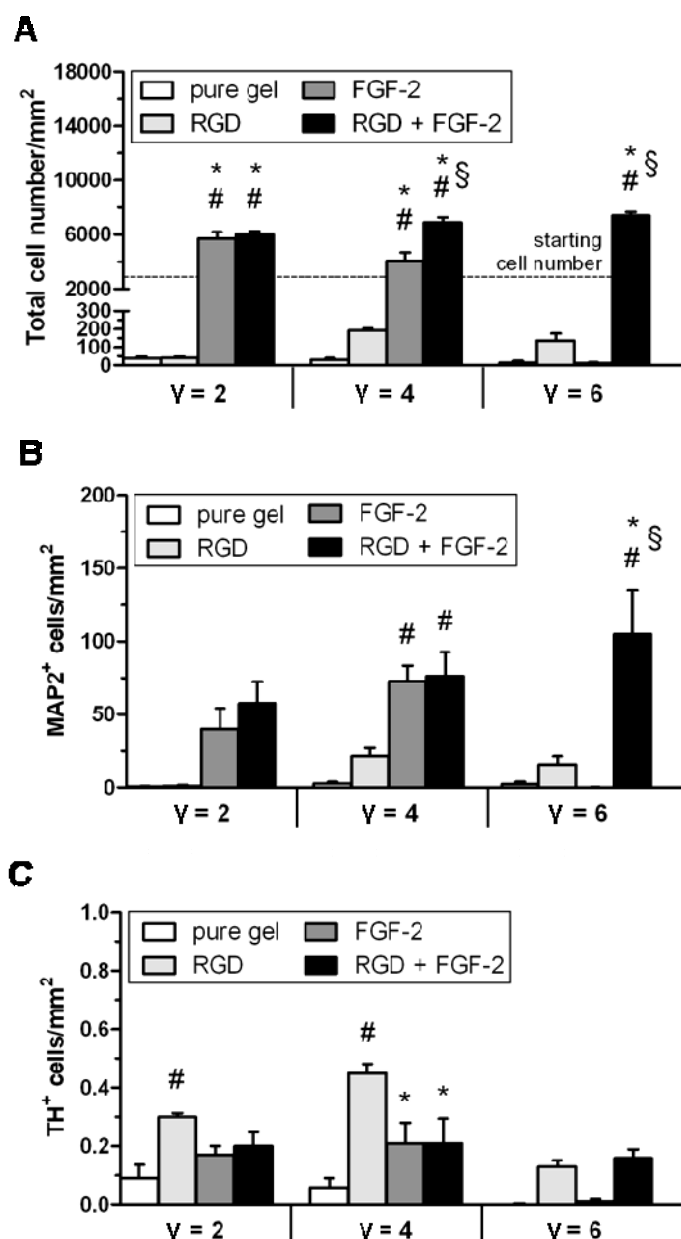 A
Total cell number/mm²
18000
14000
10000
6000
2000
200
100
0
pure gel
FGF-2
RGD
RGD + FGF-2
* *
# #
*
#
* §
#
* §
#
starting
cell number
γ = 2
γ = 4
γ = 6
B
MAP2⁺ cells/mm²
200
150
100
50
0
pure gel
FGF-2
RGD
RGD + FGF-2
# #
* §
#
γ = 2
γ = 4
γ = 6
C
TH⁺ cells/mm²
1.0
0.8
0.6
0.4
0.2
0.0
pure gel
FGF-2
RGD
RGD + FGF-2
#
#
* *
γ = 2
γ = 4
γ = 6